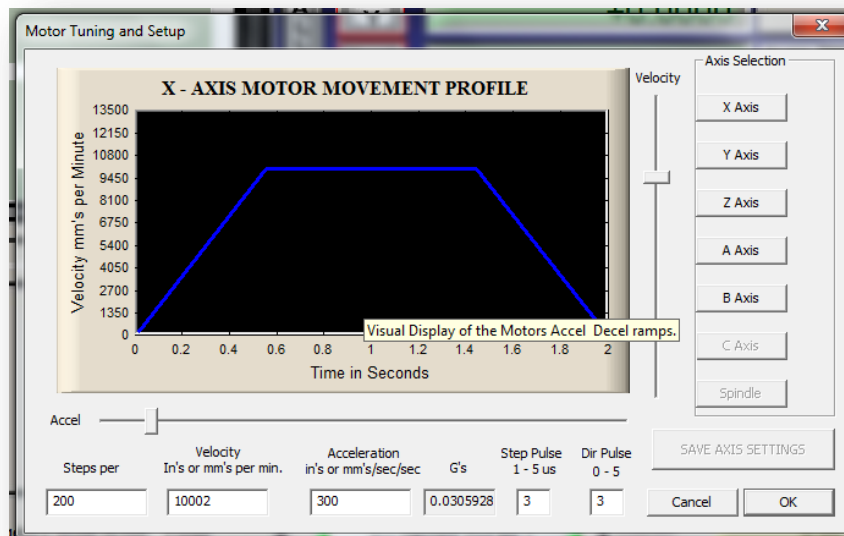 Motor Tuning and Setup
X - AXIS MOTOR MOVEMENT PROFILE
Velocity mm's per Minute
13500
12150
10800
9450
8100
6750
5400
4050
2700
1350
0
0 0.2 0.4 0.6 0.8 1 1.2 1.4 1.6 1.8 2
Time in Seconds
Visual Display of the Motors Accel Decel ramps.
Velocity
Axis Selection
X Axis
Y Axis
Z Axis
A Axis
B Axis
C Axis
Spindle
Accel
Steps per
Velocity
In's or mm's per min.
Acceleration
in's or mm's/sec/sec
G's
Step Pulse
1 - 5 us
Dir Pulse
0 - 5
200
10002
300
0.0305928
3
3
SAVE AXIS SETTINGS
Cancel
OK